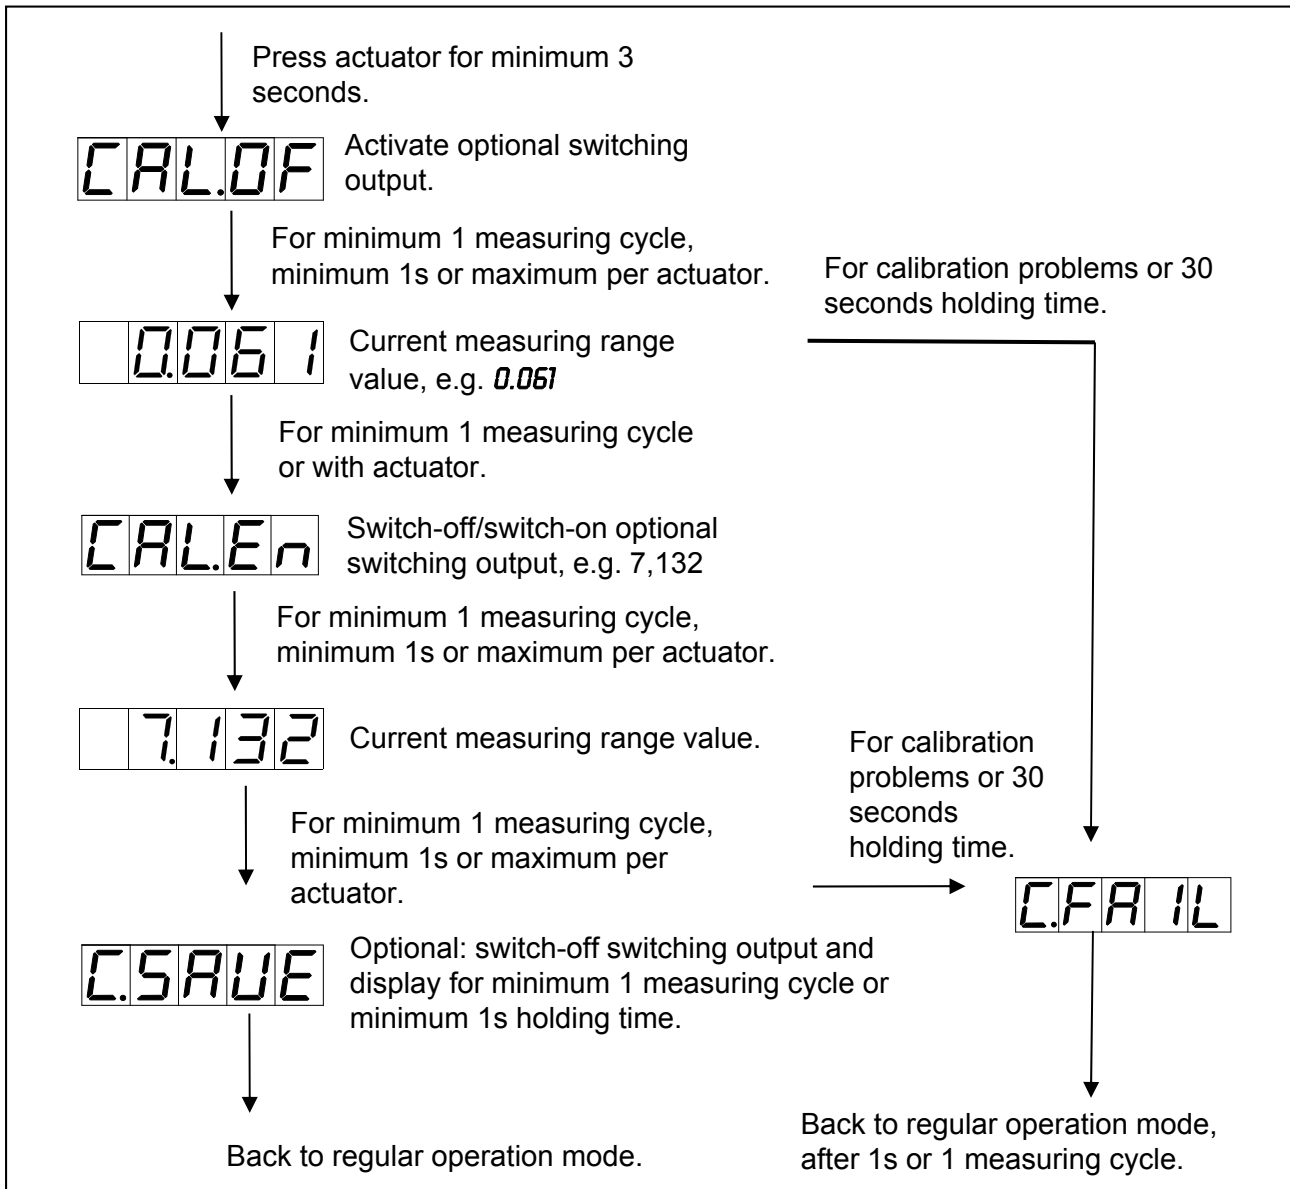 Press actuator for minimum 3
seconds.
CAL.OF
Activate optional switching
output.
For minimum 1 measuring cycle,
minimum 1s or maximum per actuator.
For calibration problems or 30
seconds holding time.
0.061
Current measuring range
value, e.g. 0.061
For minimum 1 measuring cycle
or with actuator.
CAL.En
Switch-off/switch-on optional
switching output, e.g. 7,132
For minimum 1 measuring cycle,
minimum 1s or maximum per actuator.
7.132
Current measuring range value.
For calibration
problems or 30
seconds
holding time.
For minimum 1 measuring cycle,
minimum 1s or maximum per
actuator.
C.FAIL
C.SAVE
Optional: switch-off switching output and
display for minimum 1 measuring cycle or
minimum 1s holding time.
Back to regular operation mode.
Back to regular operation mode,
after 1s or 1 measuring cycle.